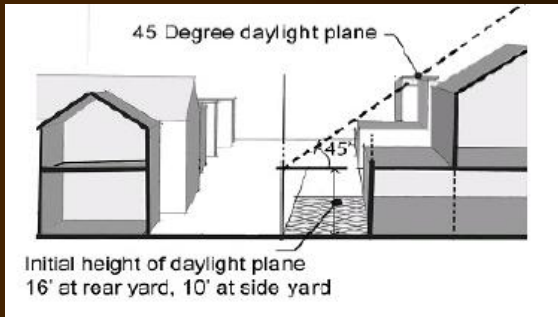 45 Degree daylight plane
45'
Initial height of daylight plane
16' at rear yard, 10' at side yard